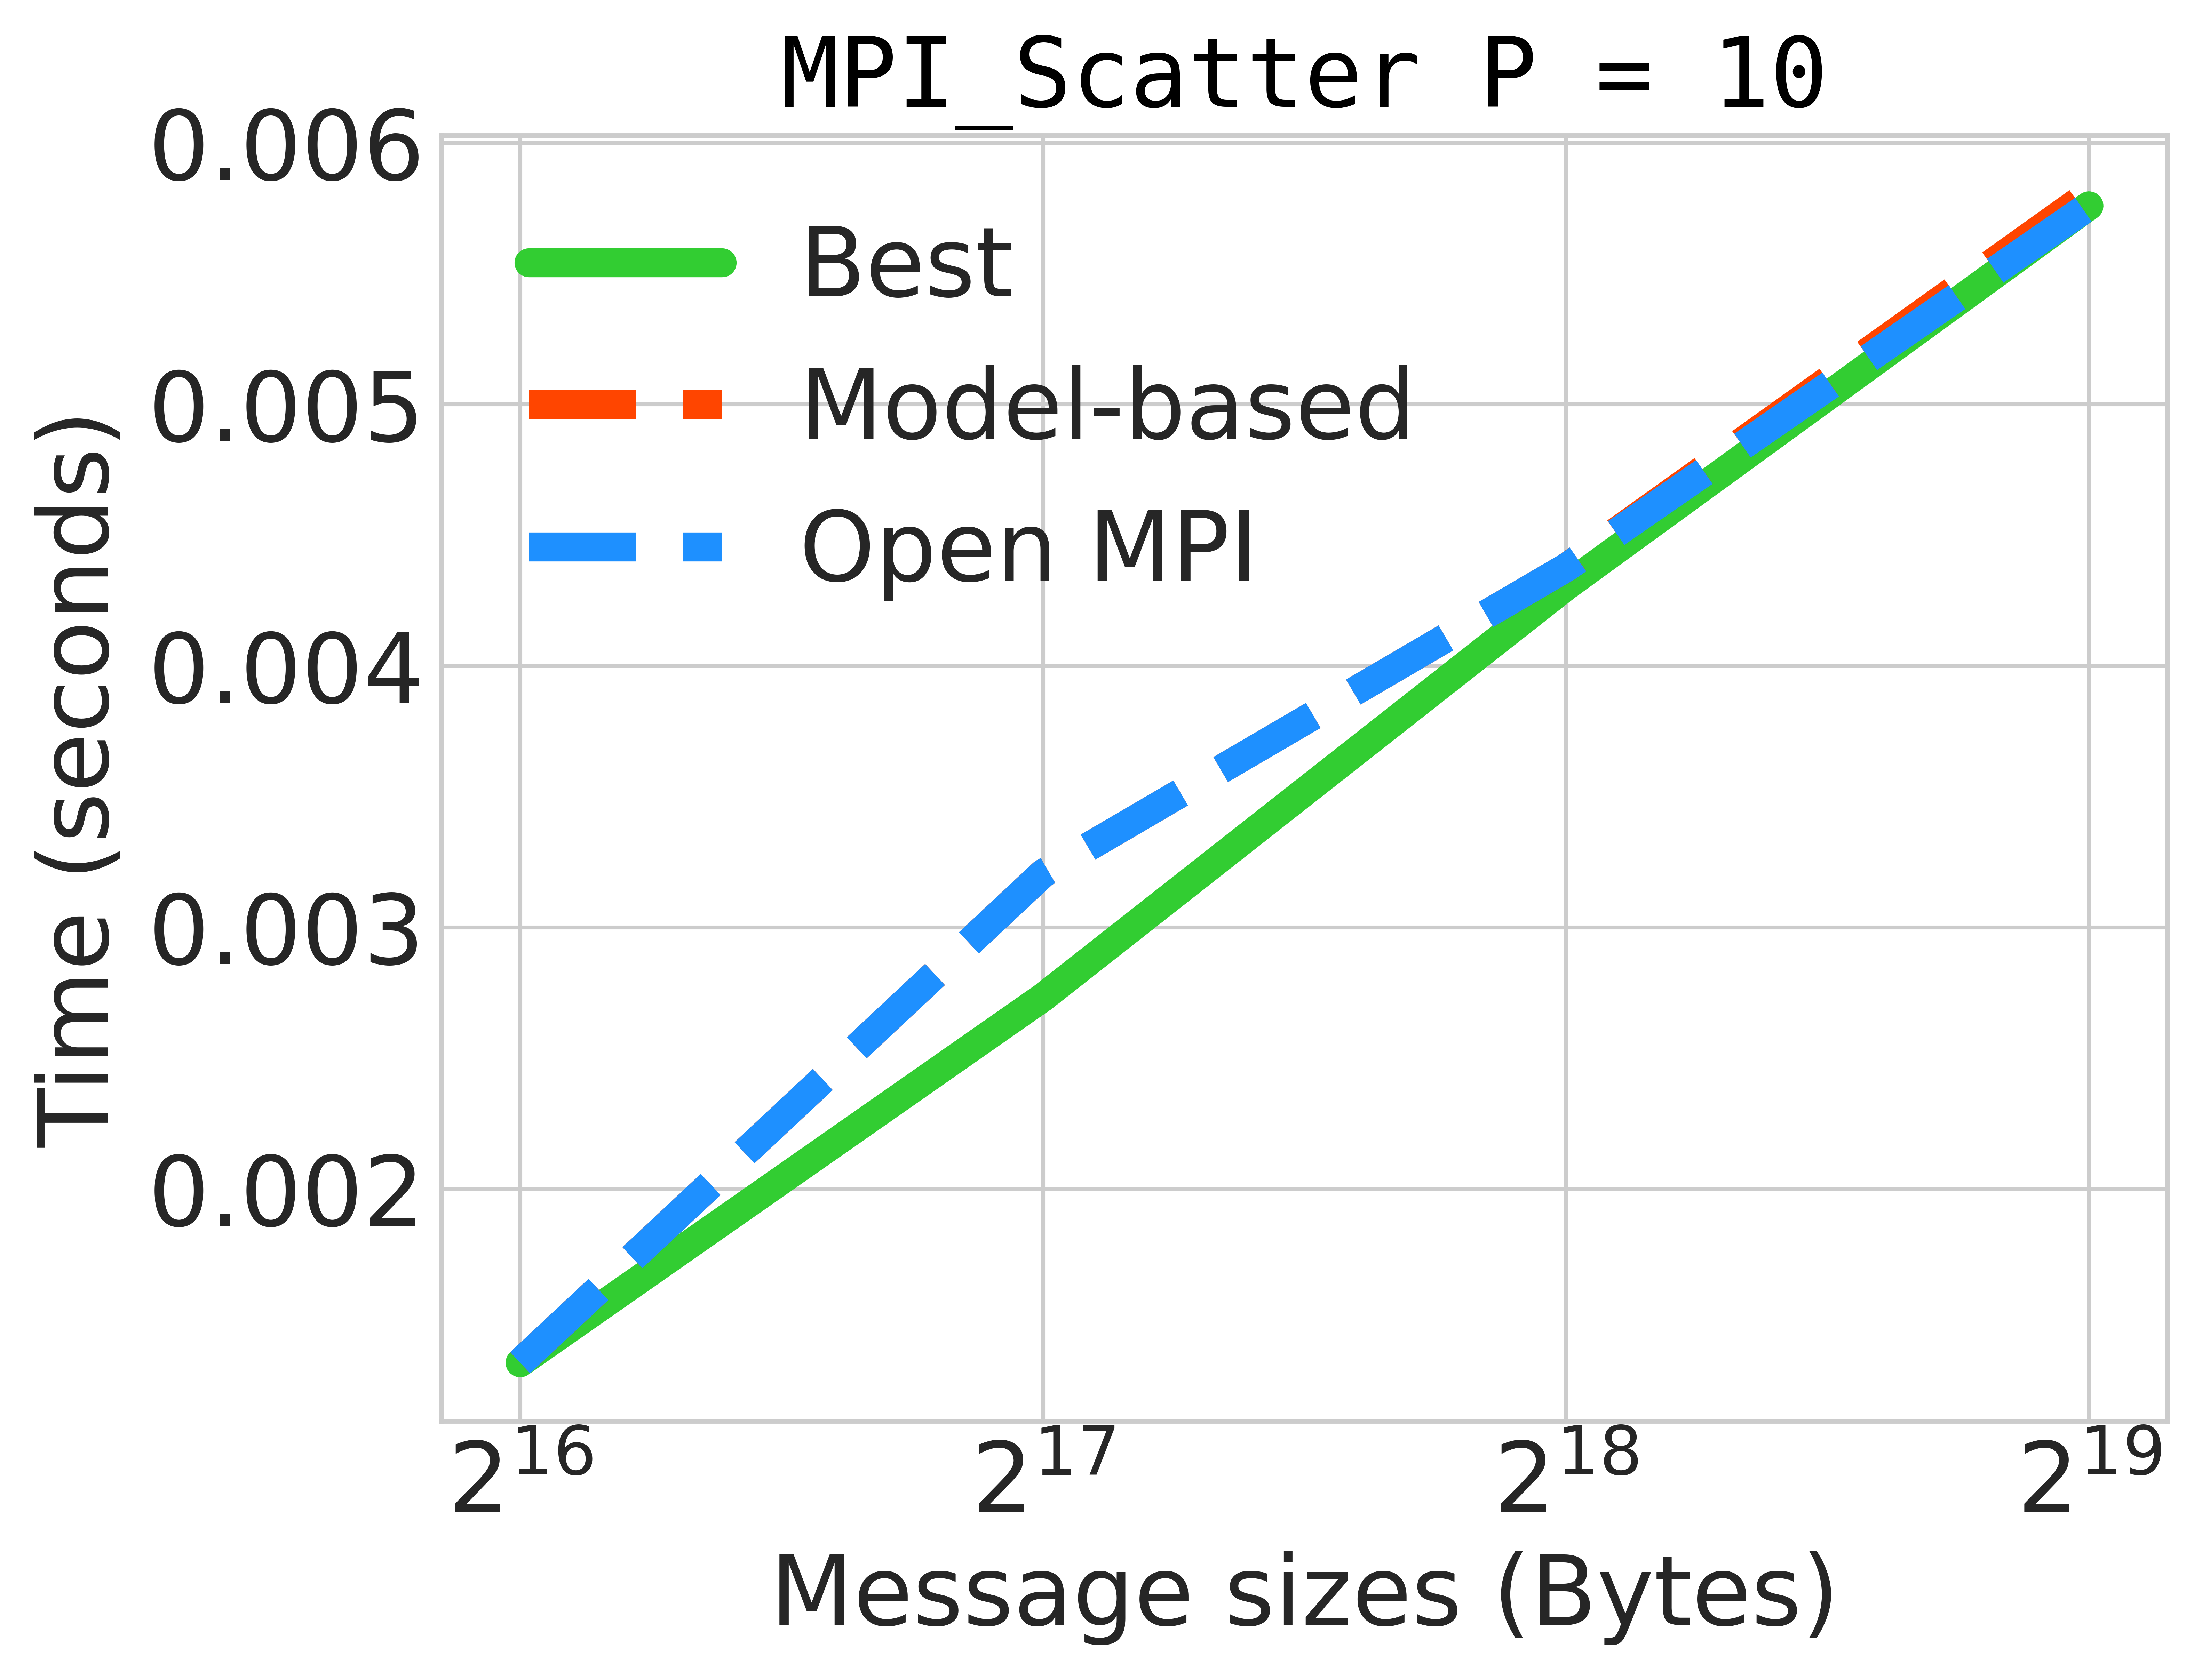 MPI_Scatter P = 10
0.006
0.005
0.004
0.003
0.002
Time (seconds)
Best
Model-based
Open MPI
2^16 2^17 2^18 2^19
Message sizes (Bytes)